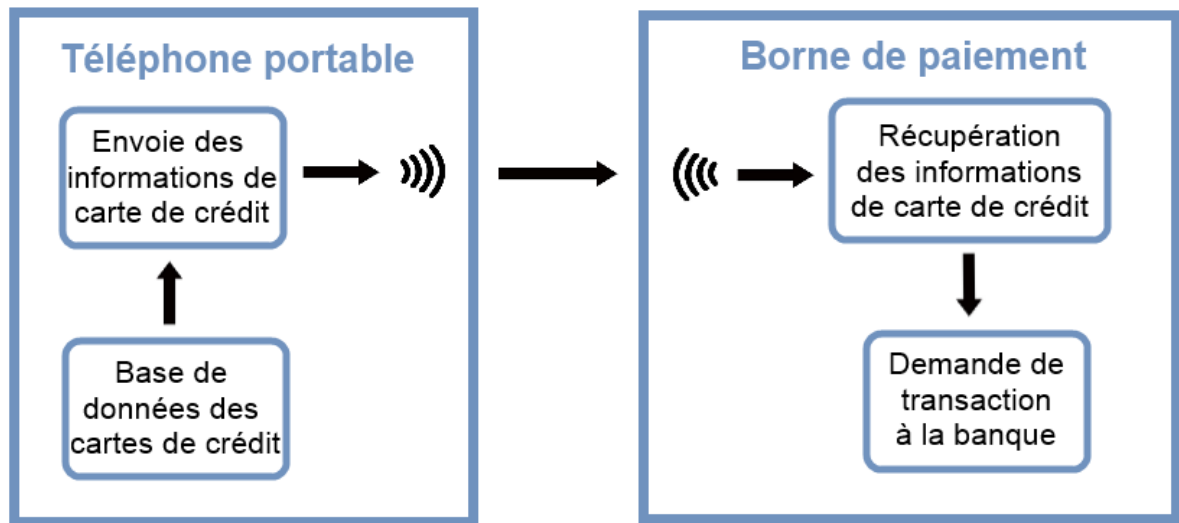 Téléphone portable
Envoie des
informations de
carte de crédit
Base de
données des
cartes de crédit
Borne de paiement
Récupération
des informations
de carte de crédit
Demande de
transaction
à la banque